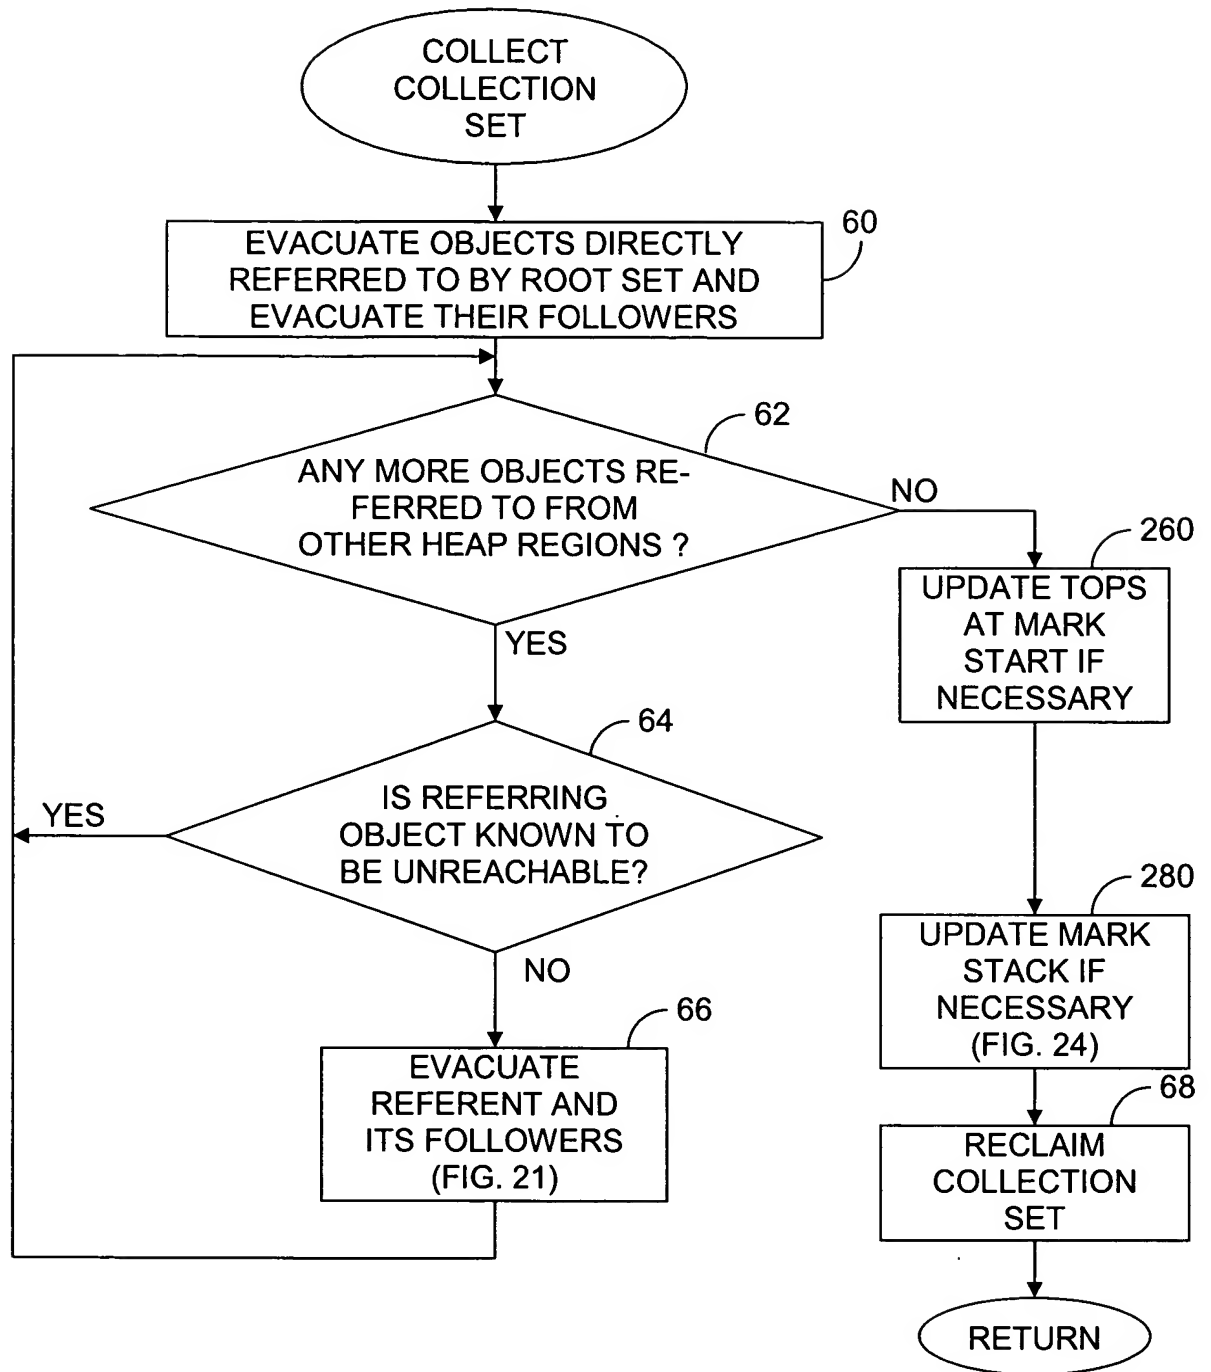 COLLECT
COLLECTION
SET
60
EVACUATE OBJECTS DIRECTLY
REFERRED TO BY ROOT SET AND
EVACUATE THEIR FOLLOWERS
62
ANY MORE OBJECTS RE-
FERRED TO FROM
OTHER HEAP REGIONS ?
NO
YES
260
UPDATE TOPS
AT MARK
START IF
NECESSARY
64
IS REFERRING
OBJECT KNOWN TO
BE UNREACHABLE?
YES
NO
280
UPDATE MARK
STACK IF
NECESSARY
(FIG. 24)
66
EVACUATE
REFERENT AND
ITS FOLLOWERS
(FIG. 21)
68
RECLAIM
COLLECTION
SET
RETURN